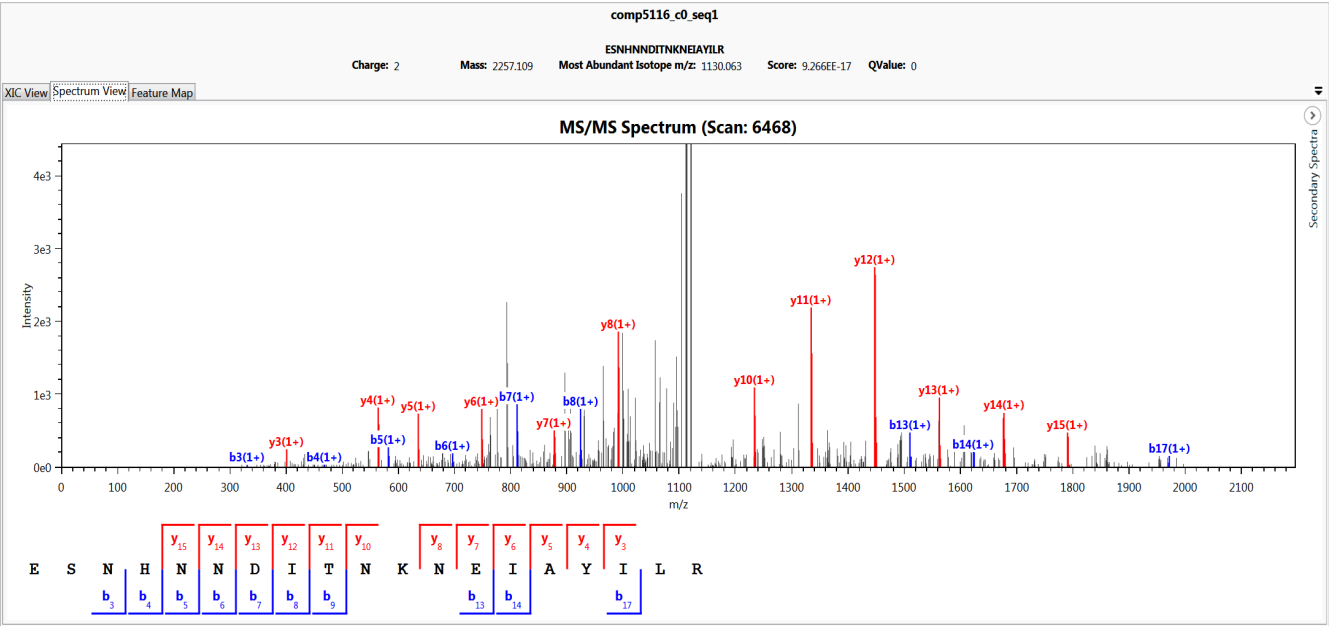 comp5116_c0_seq1
ESNHNNDITNKNEIAYILR
Charge: 2 Mass: 2257.109 Most Abundant Isotope m/z: 1130.063 Score: 9.266EE-17 QValue: 0
XIC View Spectrum View Feature Map
MS/MS Spectrum (Scan: 6468)
Secondary Spectra
Intensity
4e3
3e3
2e3
1e3
0e0
b3(1+) y3(1+) b4(1+) y4(1+) b5(1+) y5(1+) b6(1+) y6(1+) b7(1+) y7(1+) b8(1+) y8(1+) y10(1+) y11(1+) y12(1+) b13(1+) y13(1+) b14(1+) y14(1+) y15(1+) b17(1+)
0 100 200 300 400 500 600 700 800 900 1000 1100 1200 1300 1400 1500 1600 1700 1800 1900 2000 2100
m/z
y15 y14 y13 y12 y11 y10 y8 y7 y6 y5 y4 y3
E S N H N N D I T N K N E I A Y I L R
b3 b4 b5 b6 b7 b8 b9 b13 b14 b17